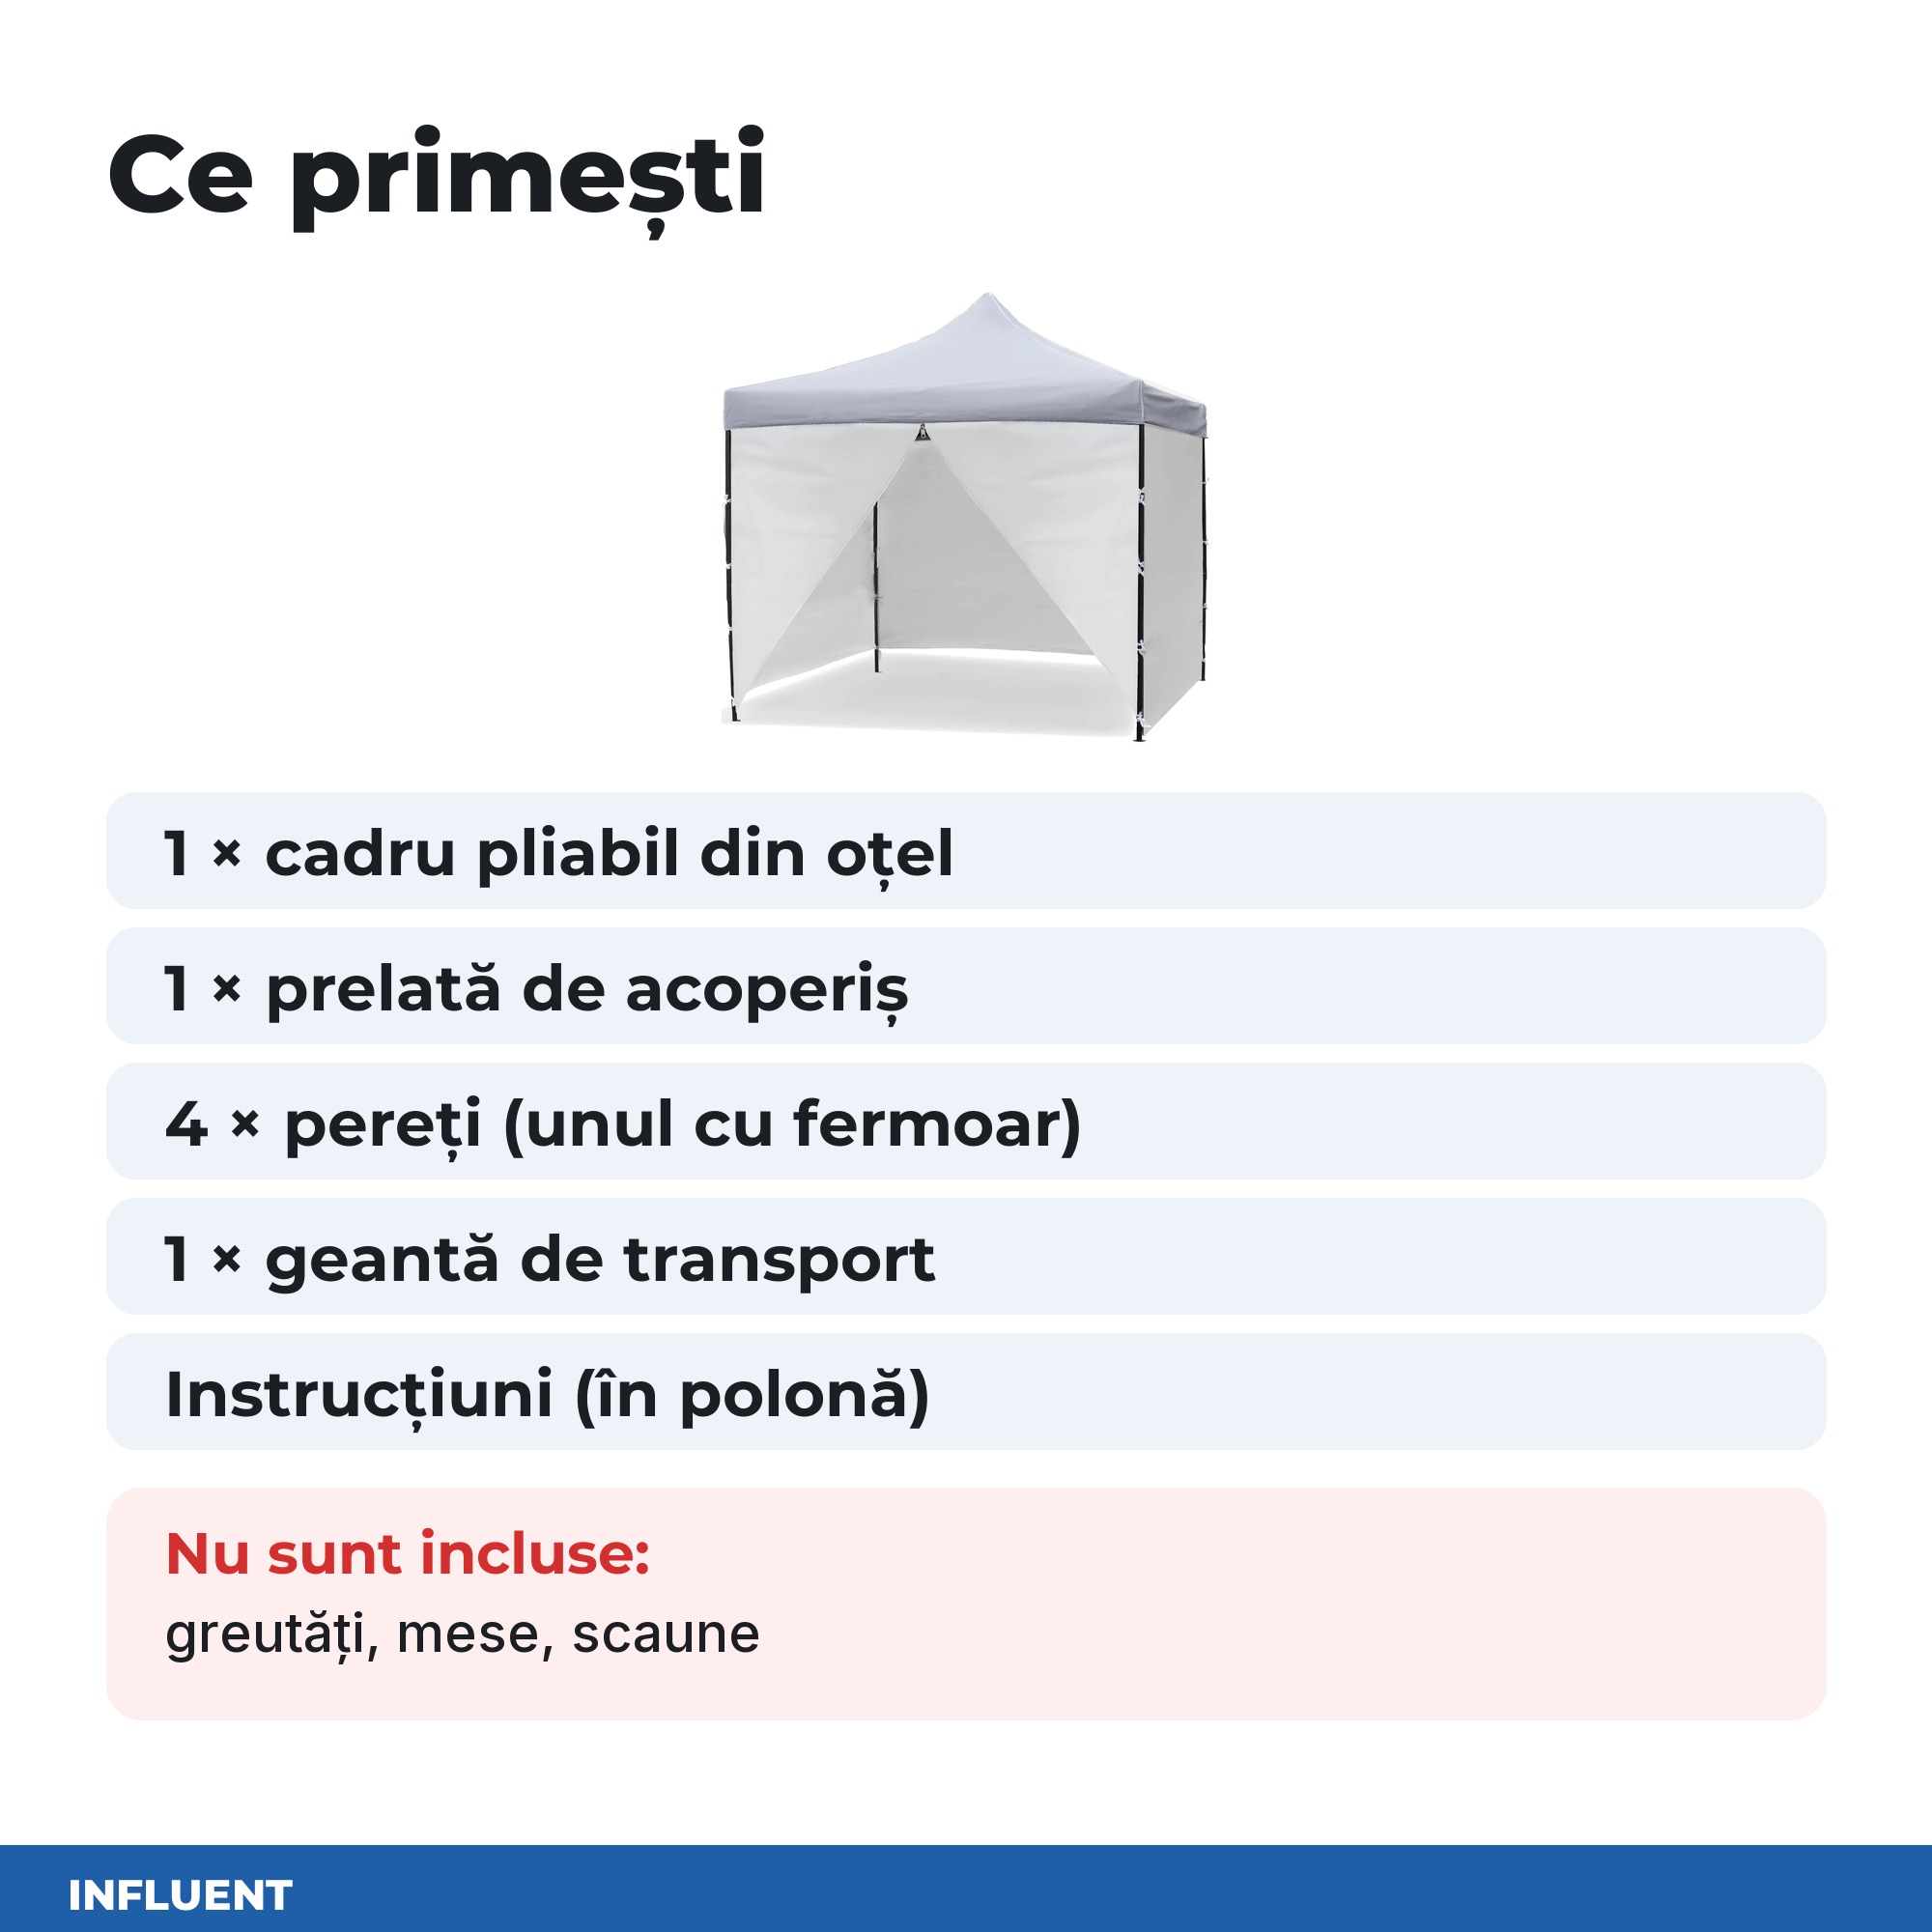 Ce primești
1 × cadru pliabil din oțel
1 × prelată de acoperiș
4 × pereți (unul cu fermoar)
1 × geantă de transport
Instrucțiuni (în polonă)
Nu sunt incluse:
greutăți, mese, scaune
INFLUENT